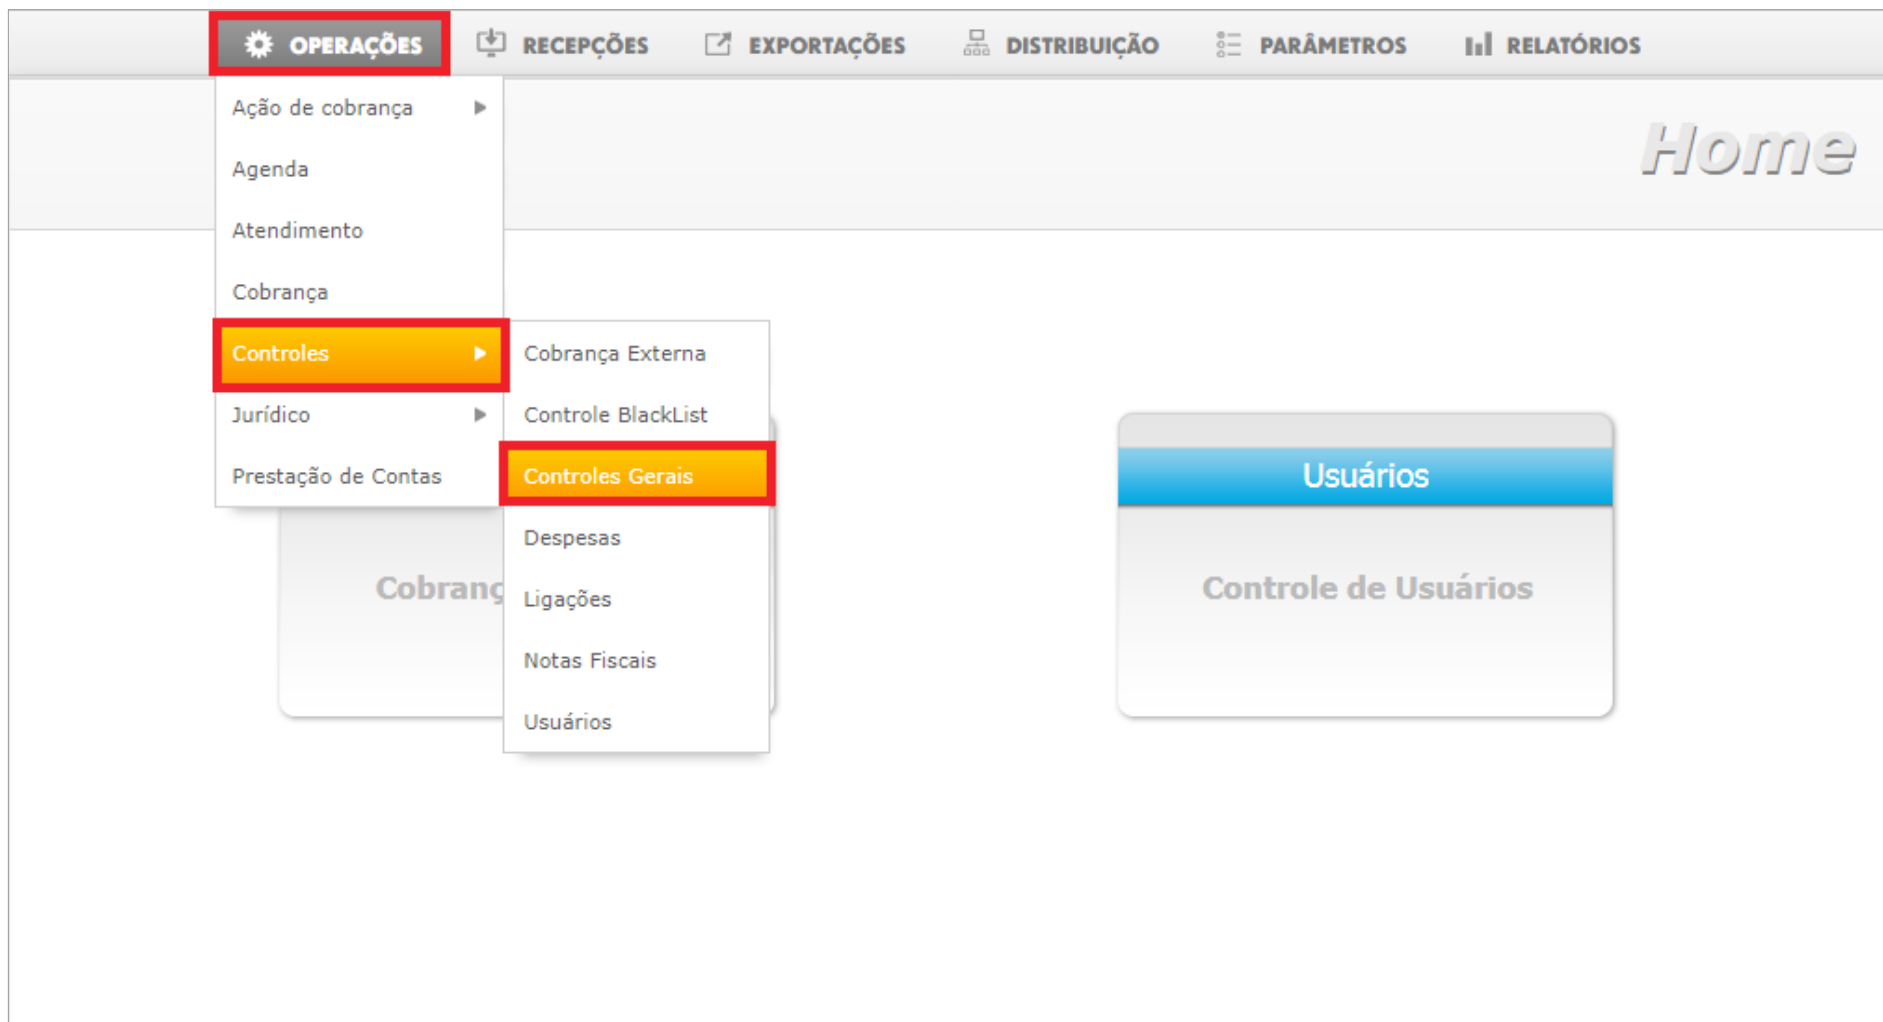 OPERAÇÕES RECEPÇÕES EXPORTAÇÕES DISTRIBUIÇÃO PARÂMETROS RELATÓRIOS
Home
Ação de cobrança
Agenda
Atendimento
Cobrança
Controles
Jurídico
Prestação de Contas
Cobrança Externa
Controle BlackList
Controles Gerais
Despesas
Ligações
Notas Fiscais
Usuários
Usuários
Controle de Usuários